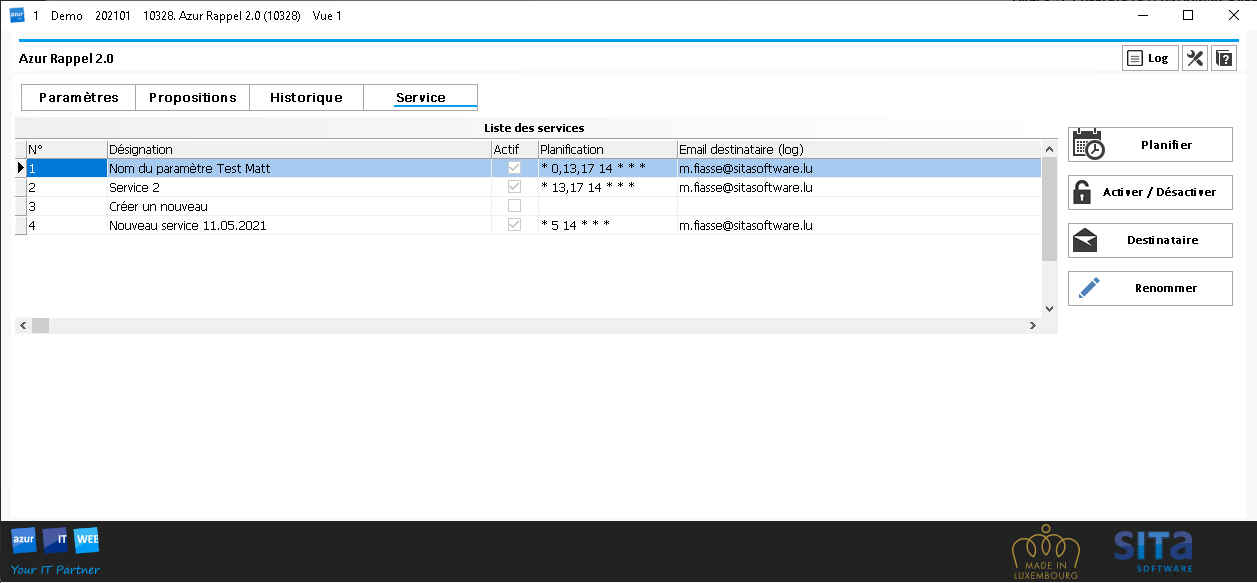 1 Demo 202101 10328. Azur Rappel 2.0 (10328) Vue 1
Azur Rappel 2.0
Log
Paramètres Propositions Historique Service
Liste des services
N° Désignation Actif Planification Email destinataire (log)
1 Nom du paramètre Test Matt * 0,13,17 14 * * * m.fiasse@sitasoftware.lu
2 Service 2 * 13,17 14 * * * m.fiasse@sitasoftware.lu
3 Créer un nouveau
4 Nouveau service 11.05.2021 * 5 14 * * * m.fiasse@sitasoftware.lu
Planifier
Activer / Désactiver
Destinataire
Renommer
azur IT WEB
Your IT Partner
MADE IN
LUXEMBOURG
SITa
SOFTWARE